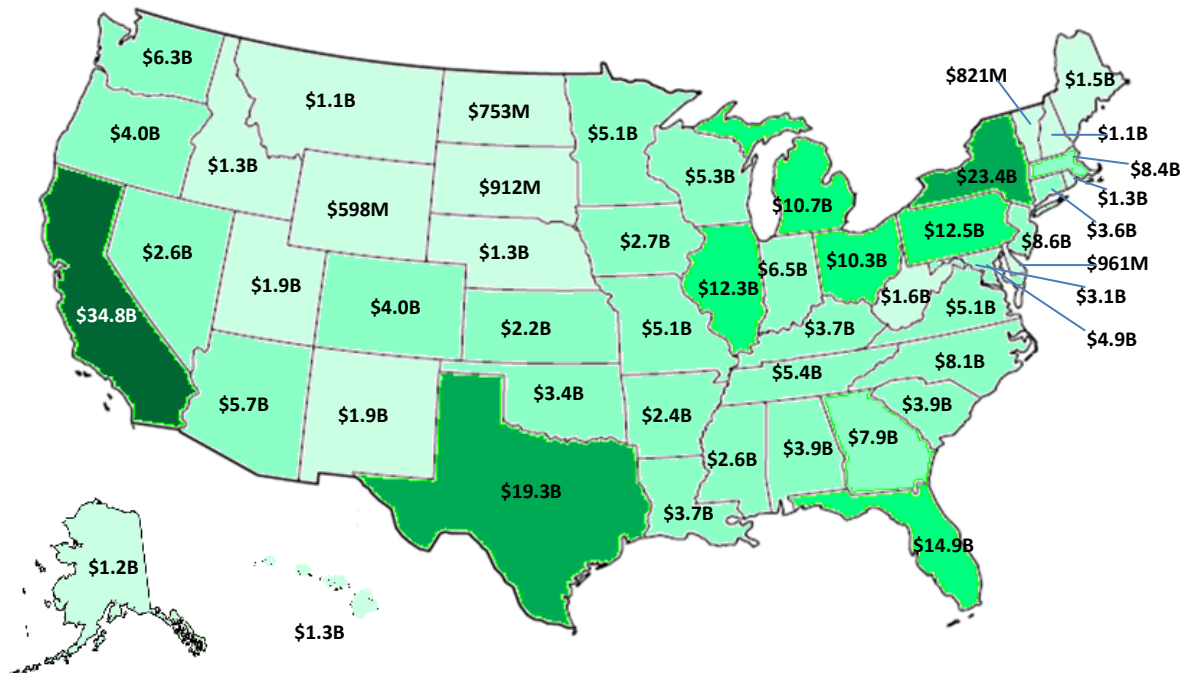 $6.3B
$1.1B
$753M
$5.1B
$821M
$1.5B
$4.0B
$1.3B
$912M
$5.3B
$1.1B
$8.4B
$23.4B
$1.3B
$598M
$10.7B
$3.6B
$12.5B
$8.6B
$2.6B
$1.3B
$2.7B
$6.5B
$10.3B
$961M
$1.9B
$12.3B
$1.6B
$3.1B
$34.8B
$4.0B
$2.2B
$5.1B
$3.7B
$5.1B
$4.9B
$8.1B
$5.4B
$5.7B
$1.9B
$3.4B
$2.4B
$3.9B
$2.6B
$3.9B
$7.9B
$19.3B
$3.7B
$14.9B
$1.2B
$1.3B